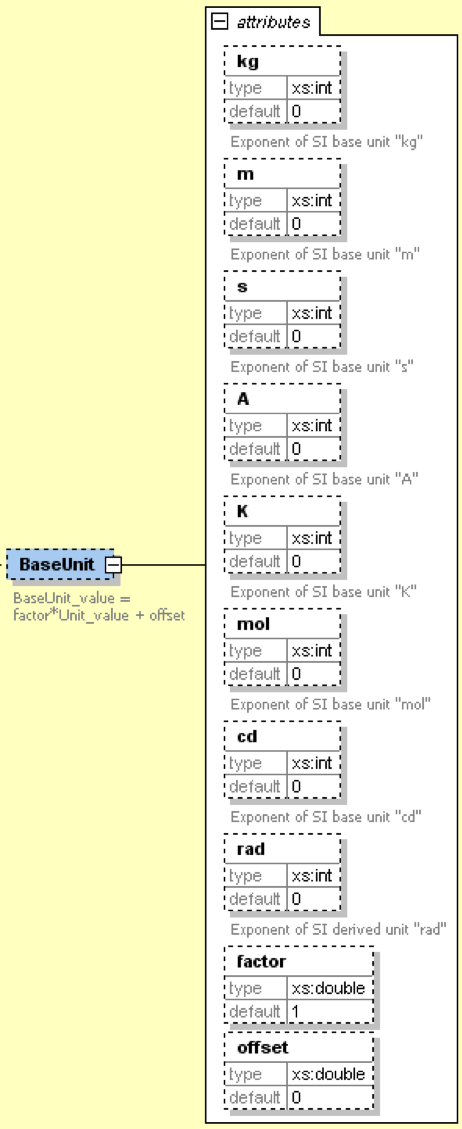 attributes
kg
type xs:int
default 0
Exponent of SI base unit "kg"
m
type xs:int
default 0
Exponent of SI base unit "m"
s
type xs:int
default 0
Exponent of SI base unit "s"
A
type xs:int
default 0
Exponent of SI base unit "A"
K
type xs:int
default 0
Exponent of SI base unit "K"
BaseUnit
BaseUnit_value =
factor*Unit_value + offset
mol
type xs:int
default 0
Exponent of SI base unit "mol"
cd
type xs:int
default 0
Exponent of SI base unit "cd"
rad
type xs:int
default 0
Exponent of SI derived unit "rad"
factor
type xs:double
default 1
offset
type xs:double
default 0